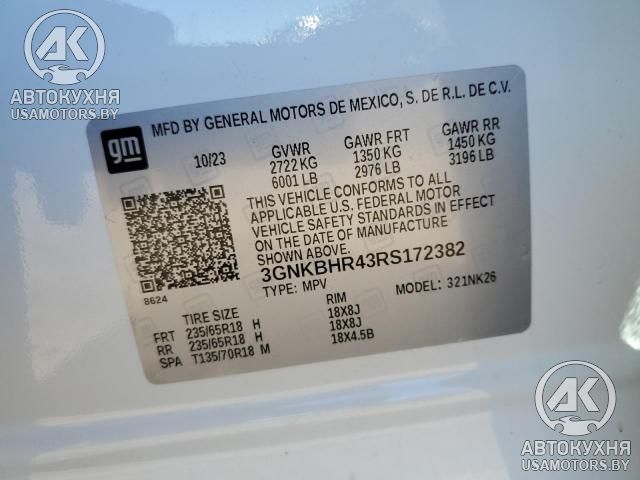 AK
АВТОКУХНЯ
USAMOTORS.BY
MFD BY GENERAL MOTORS DE MEXICO, S. DE R.L. DE C.V.
gm
10/23 GVWR GAWR FRT GAWR RR
2722 KG 1350 KG 1450 KG
6001 LB 2976 LB 3196 LB
THIS VEHICLE CONFORMS TO ALL
APPLICABLE U.S. FEDERAL MOTOR
VEHICLE SAFETY STANDARDS IN EFFECT
ON THE DATE OF MANUFACTURE
SHOWN ABOVE.
3GNKBHR43RS172382
8624
TYPE: MPV MODEL: 321NK26
TIRE SIZE RIM
FRT 235/65R18 H 18X8J
RR 235/65R18 H 18X8J
SPA T135/70R18 M 18X4.5B
AK
АВТОКУХНЯ
USAMOTORS.BY